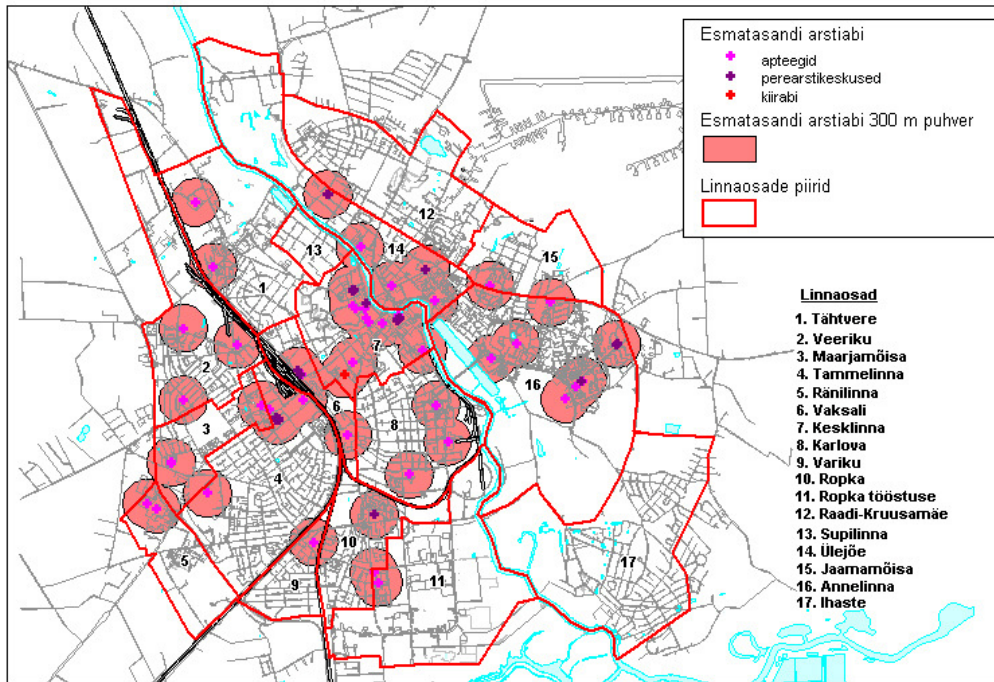 Esmatasandi arstiabi
apteegid
perearstikeskused
kiirabi
Esmatasandi arstiabi 300 m puhver
Linnaosade piirid
Linnaosad
1. Tähtvere
2. Veeriku
3. Maarjamõisa
4. Tammelinna
5. Ränilinna
6. Vaksali
7. Kesklinna
8. Karlova
9. Variku
10. Ropka
11. Ropka tööstuse
12. Raadi-Kruusamäe
13. Supilinna
14. Ülejõe
15. Jaamamõisa
16. Annelinna
17. Ihaste
12
13
14
15
1
7
2
16
6
3
8
4
10
17
5
9
11